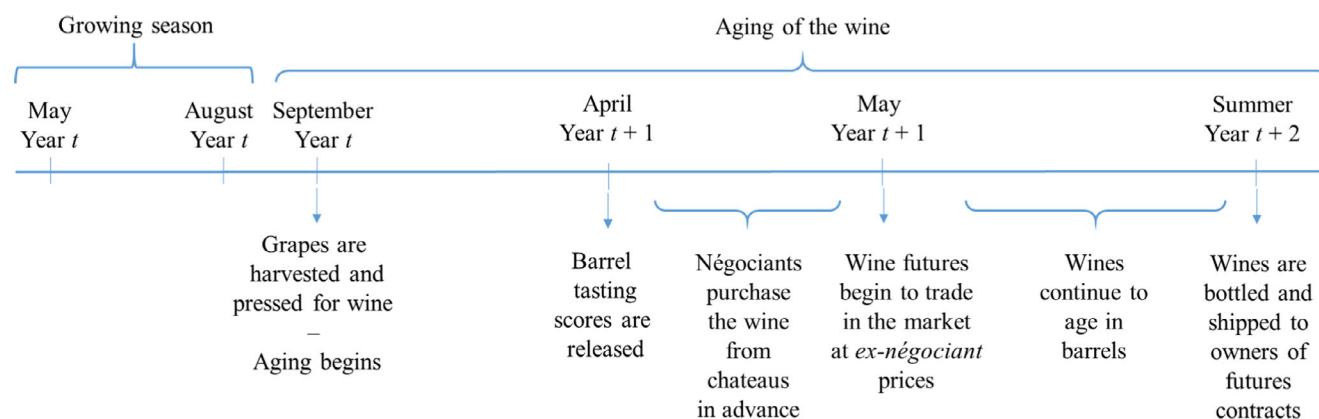 Growing season
Aging of the wine
May
Year t
August
Year t
September
Year t
April
Year t + 1
May
Year t + 1
Summer
Year t + 2
Grapes are
harvested and
pressed for wine
–
Aging begins
Barrel
tasting
scores are
released
Négociants
purchase
the wine
from
chateaus
in advance
Wine futures
begin to trade
in the market
at ex-négociant
prices
Wines
continue to
age in
barrels
Wines are
bottled and
shipped to
owners of
futures
contracts